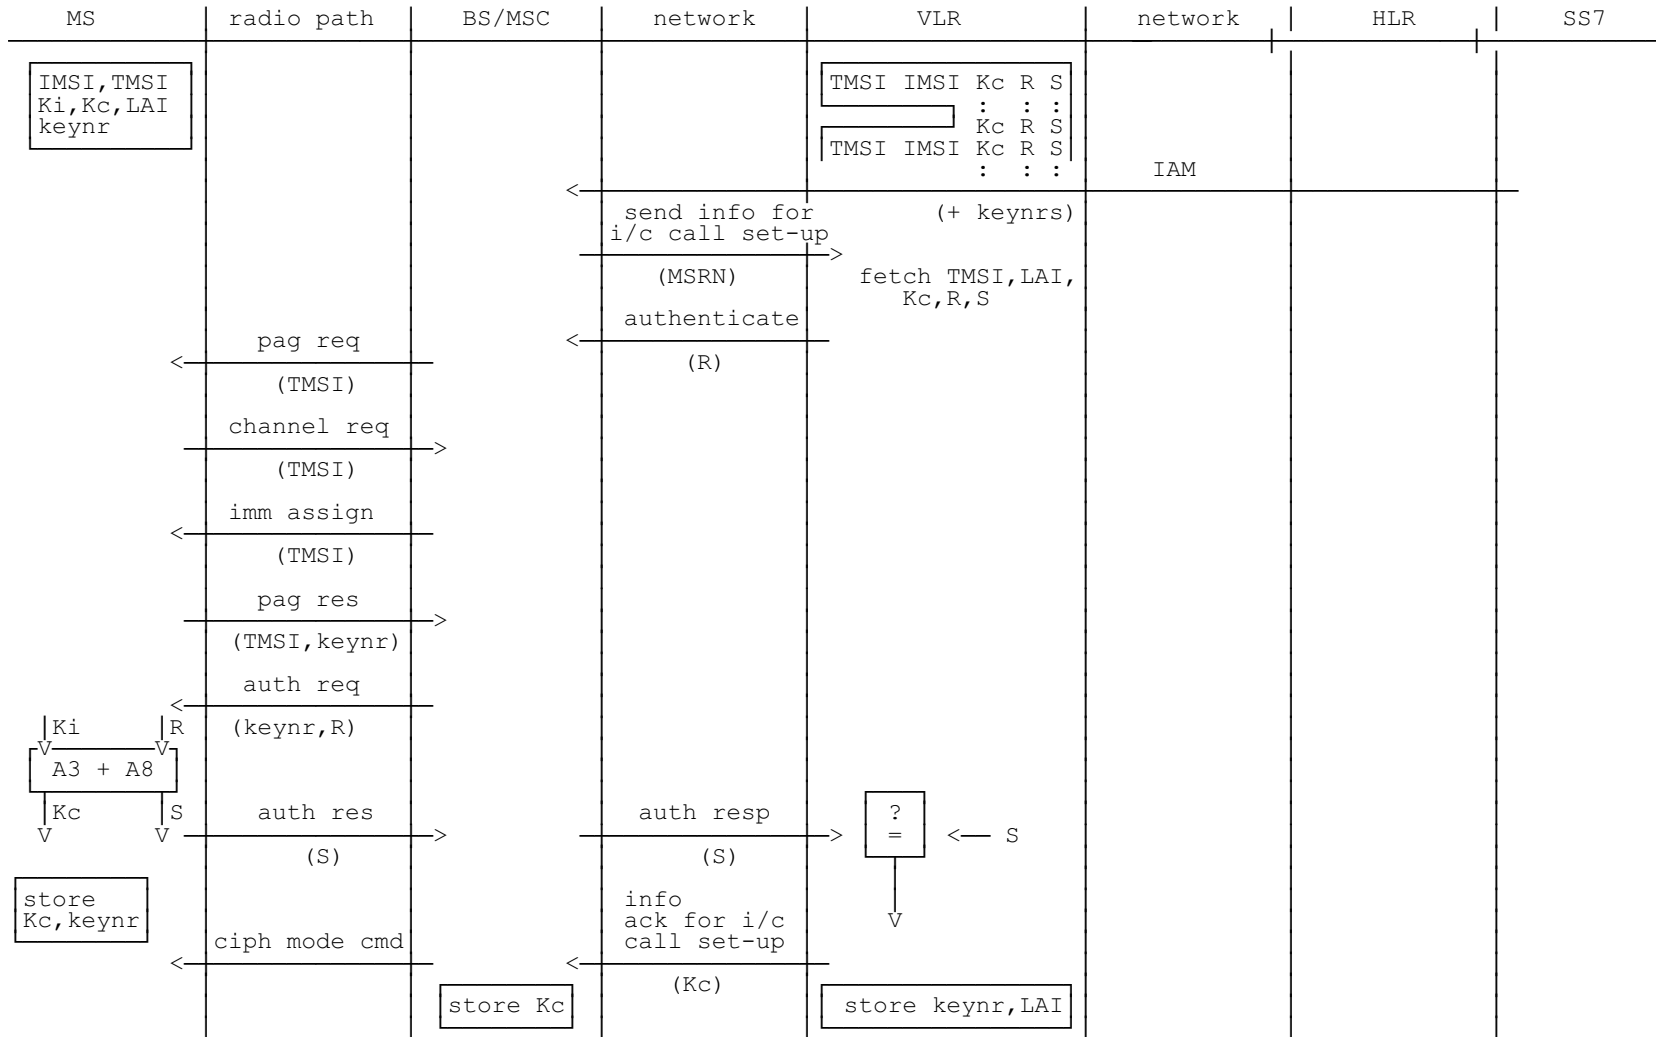 MS radio path BS/MSC network VLR network HLR SS7
IMSI,TMSI
Ki,Kc,LAI
keynr
TMSI IMSI Kc R S
: : :
Kc R S
TMSI IMSI Kc R S
: : :
IAM
<
send info for
i/c call set-up
(+ keynrs)
>
(MSRN)
fetch TMSI,LAI,
Kc,R,S
authenticate
<
(R)
pag req
<
(TMSI)
channel req
>
(TMSI)
imm assign
<
(TMSI)
pag res
>
(TMSI,keynr)
auth req
<
(keynr,R)
Ki R
V V
A3 + A8
Kc S
V V
auth res
>
(S)
auth resp
>
(S)
?
=
< S
V
store
Kc,keynr
info
ack for i/c
call set-up
ciph mode cmd
< <
(Kc)
store Kc
store keynr,LAI